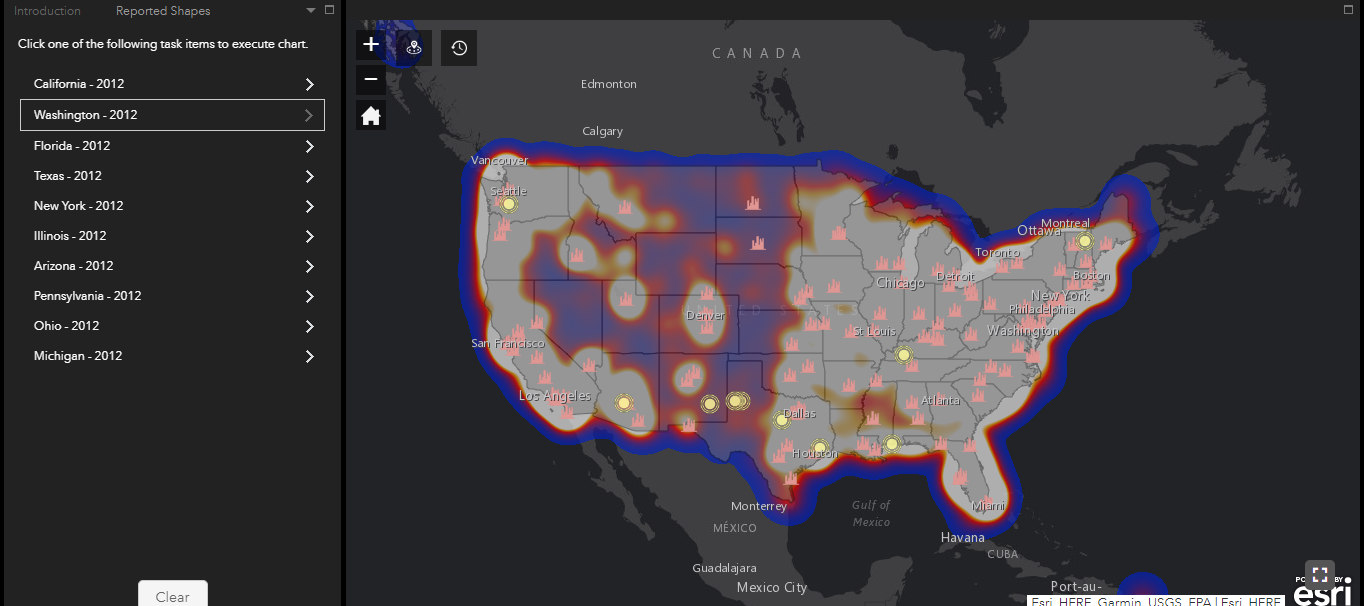 Introduction
Reported Shapes
Click one of the following task items to execute chart.
California - 2012
Washington - 2012
Florida - 2012
Texas - 2012
New York - 2012
Illinois - 2012
Arizona - 2012
Pennsylvania - 2012
Ohio - 2012
Michigan - 2012
Clear
+
−
CANADA
Edmonton
Calgary
Vancouver
Seattle
Montreal
Ottawa
Toronto
Boston
Detroit
Chicago
New York
Philadelphia
UNITED STATES
Denver
St Louis
Washington
San Francisco
Los Angeles
Atlanta
Dallas
Houston
Monterrey
Gulf of
Mexico
Miami
MÉXICO
Havana
CUBA
Guadalajara
Mexico City
Port-au-
esri
Esri, HERE, Garmin, USGS, EPA | Esri, HERE